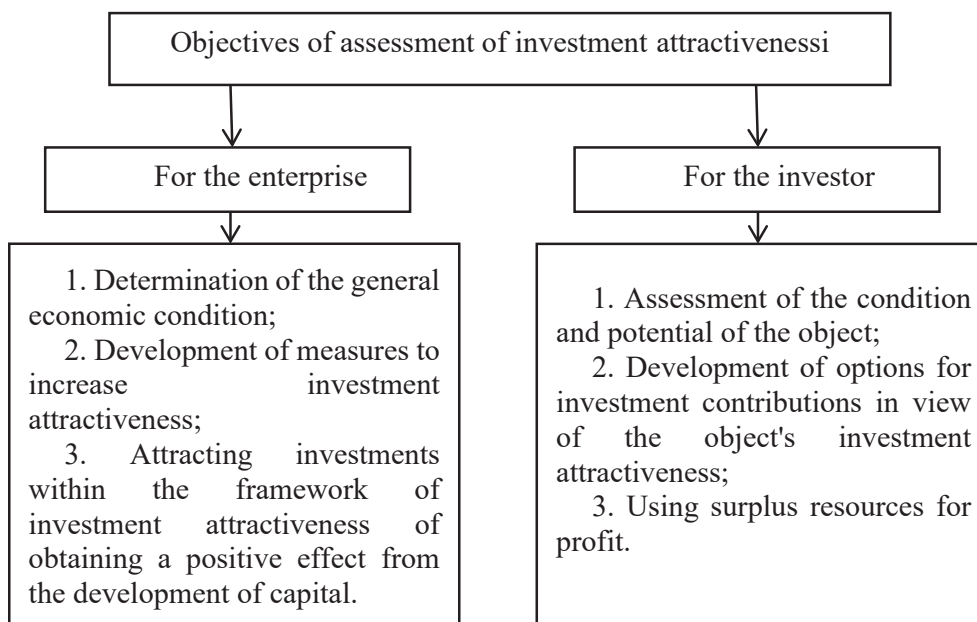 Objectives of assessment of investment attractivenessi
For the enterprise
For the investor
1. Determination of the general
economic condition;
2. Development of measures to
increase investment
attractiveness;
3. Attracting investments
within the framework of
investment attractiveness of
obtaining a positive effect from
the development of capital.
1. Assessment of the condition
and potential of the object;
2. Development of options for
investment contributions in view
of the object's investment
attractiveness;
3. Using surplus resources for
profit.